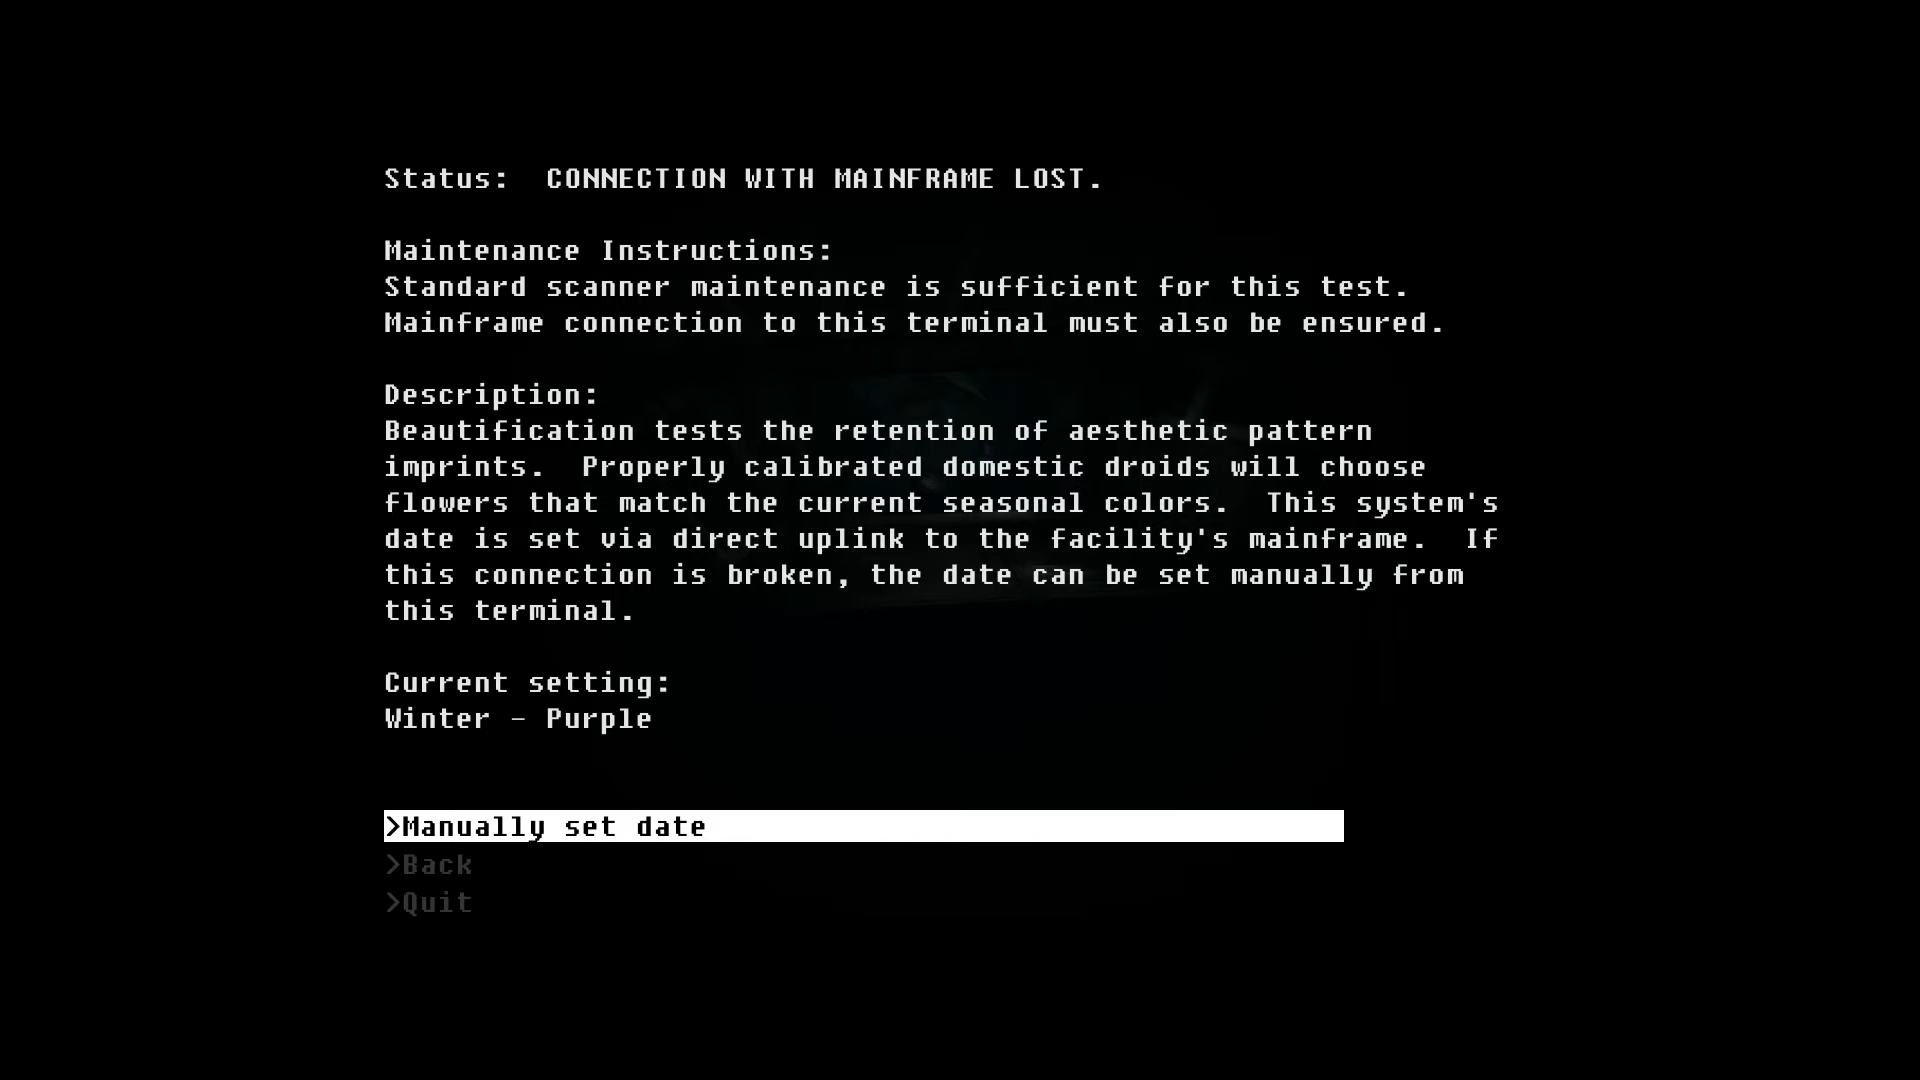 Status:  CONNECTION WITH MAINFRAME LOST.
Maintenance Instructions:
Standard scanner maintenance is sufficient for this test.
Mainframe connection to this terminal must also be ensured.
Description:
Beautification tests the retention of aesthetic pattern
imprints.  Properly calibrated domestic droids will choose
flowers that match the current seasonal colors.  This system's
date is set via direct uplink to the facility's mainframe.  If
this connection is broken, the date can be set manually from
this terminal.
Current setting:
Winter - Purple
>Manually set date
>Back
>Quit